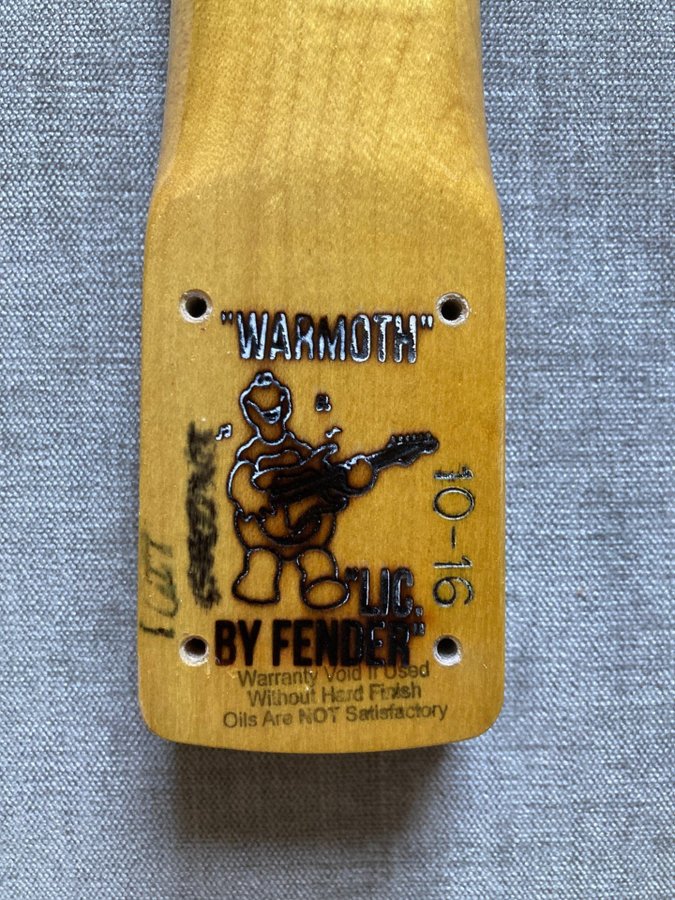 "WARMOTH"
10-16
"LIC.
BY FENDER"
Warranty Void If Used
Without Hard Finish
Oils Are NOT Satisfactory